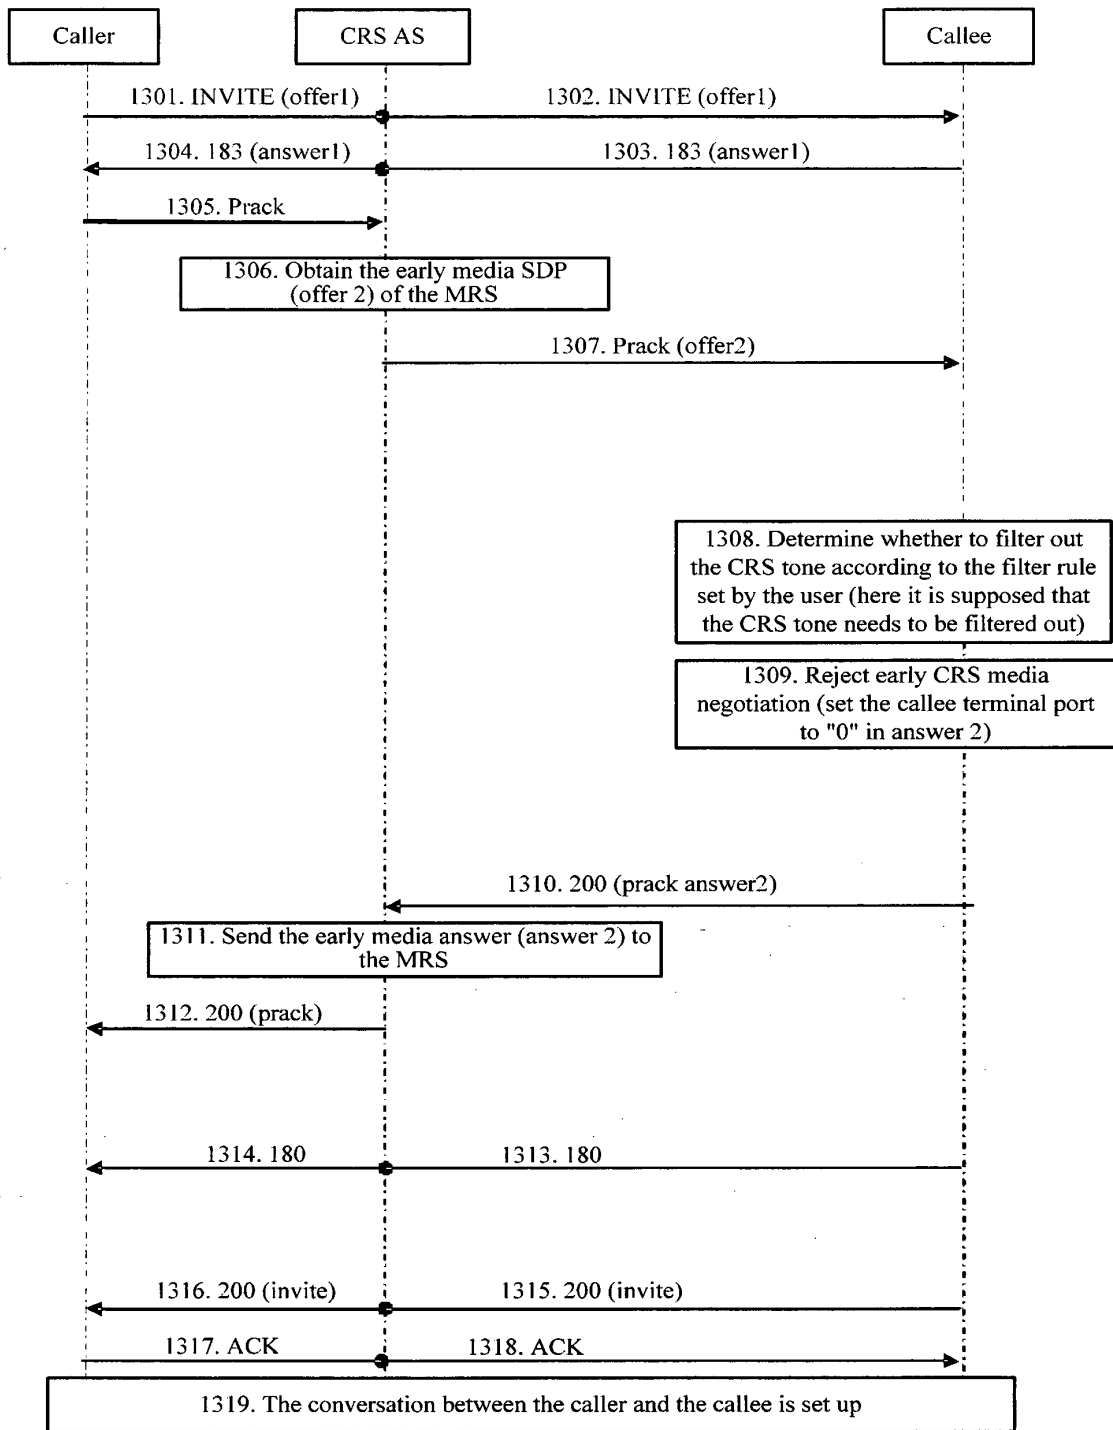 Caller
CRS AS
Callee
1301. INVITE (offer1)
1302. INVITE (offer1)
1304. 183 (answer1)
1303. 183 (answer1)
1305. Prack
1306. Obtain the early media SDP
(offer 2) of the MRS
1307. Prack (offer2)
1308. Determine whether to filter out
the CRS tone according to the filter rule
set by the user (here it is supposed that
the CRS tone needs to be filtered out)
1309. Reject early CRS media
negotiation (set the callee terminal port
to "0" in answer 2)
1310. 200 (prack answer2)
1311. Send the early media answer (answer 2) to
the MRS
1312. 200 (prack)
1314. 180
1313. 180
1316. 200 (invite)
1315. 200 (invite)
1317. ACK
1318. ACK
1319. The conversation between the caller and the callee is set up